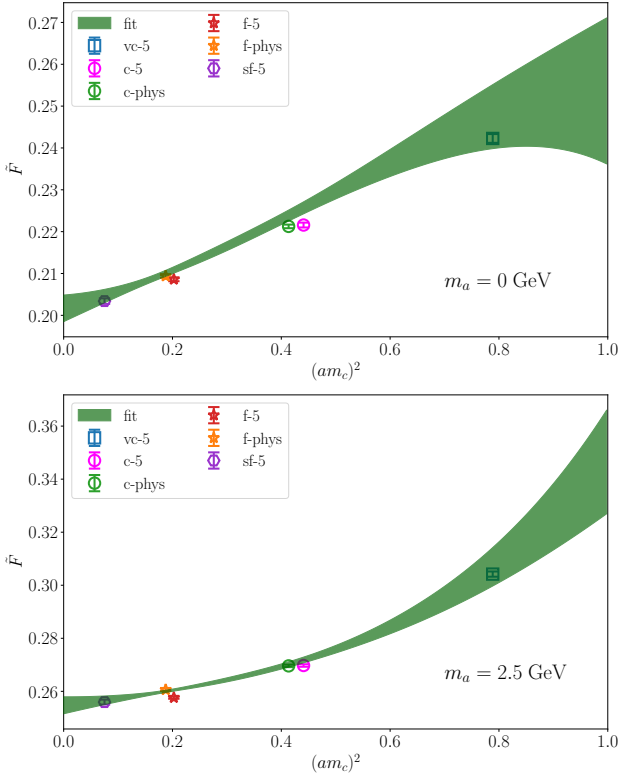 0.27
0.26
0.25
0.24
0.23
0.22
0.21
0.20
F̃
fit
vc-5
c-5
c-phys
f-5
f-phys
sf-5
m_a = 0 GeV
0.0 0.2 0.4 0.6 0.8 1.0
(am_c)²
0.36
0.34
0.32
0.30
0.28
0.26
F̃
fit
vc-5
c-5
c-phys
f-5
f-phys
sf-5
m_a = 2.5 GeV
0.0 0.2 0.4 0.6 0.8 1.0
(am_c)²